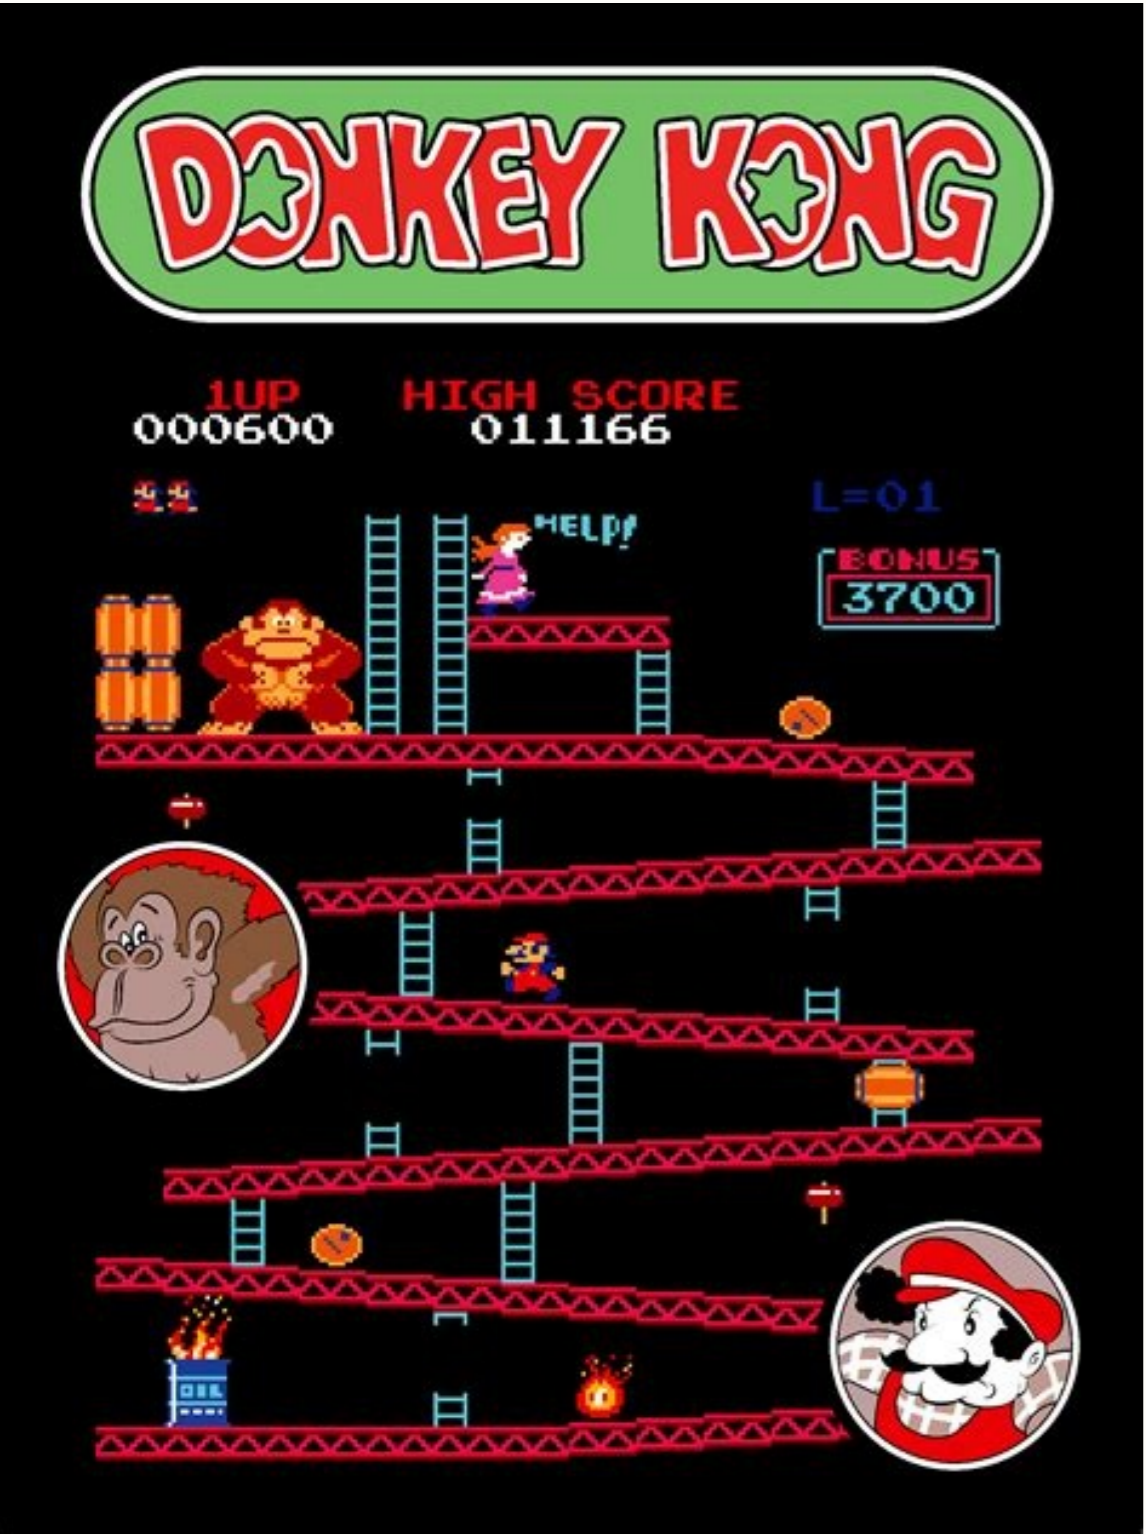 DONKEY KONG
1UP HIGH SCORE
000600 011166
L=01
HELP!
BONUS
3700
OIL